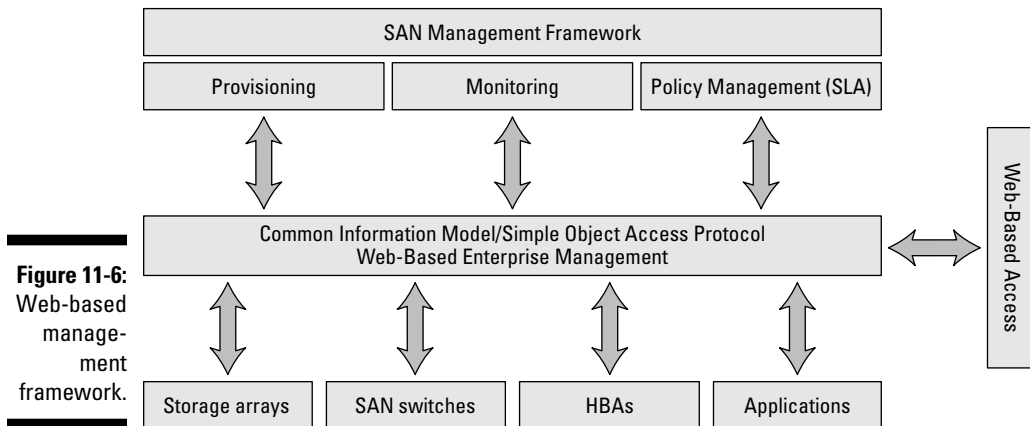 SAN Management Framework
Provisioning
Monitoring
Policy Management (SLA)
Common Information Model/Simple Object Access Protocol
Web-Based Enterprise Management
Web-Based Access
Storage arrays
SAN switches
HBAs
Applications
Figure 11-6:
Web-based
manage-
ment
framework.